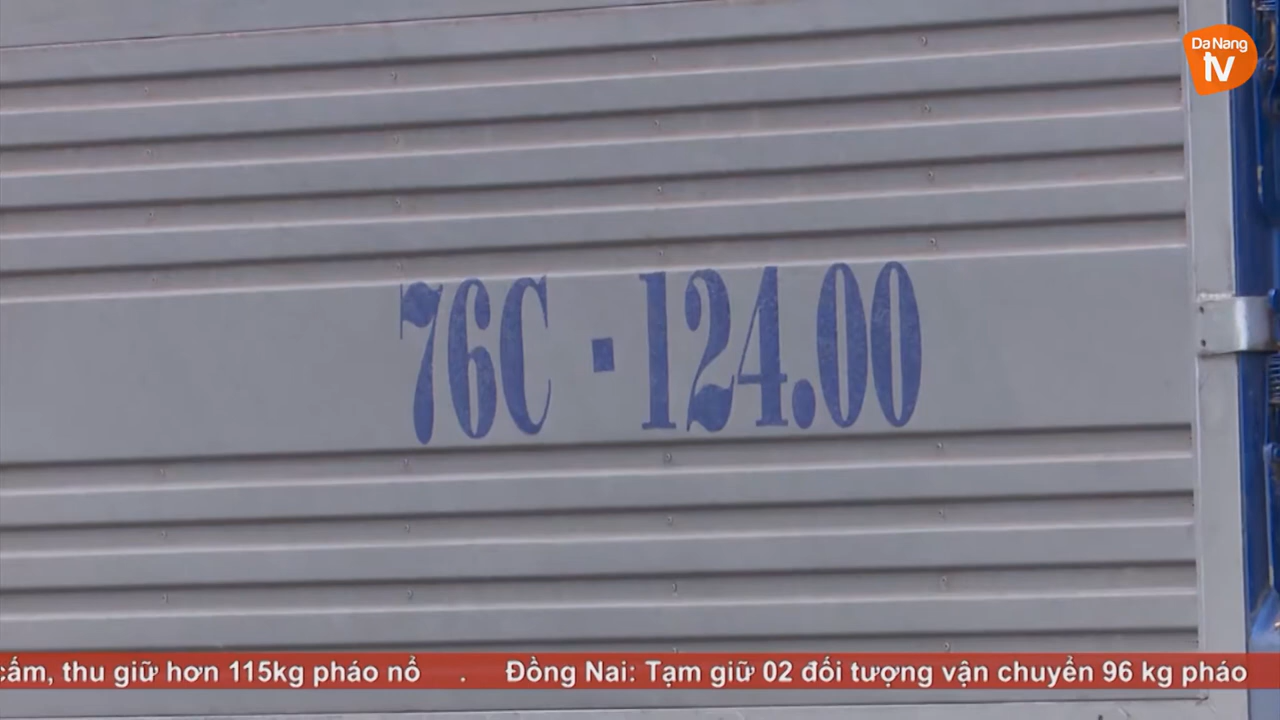 Da Nang
tv
76C - 124.00
cấm, thu giữ hơn 115kg pháo nổ . Đồng Nai: Tạm giữ 02 đối tượng vận chuyển 96 kg pháo